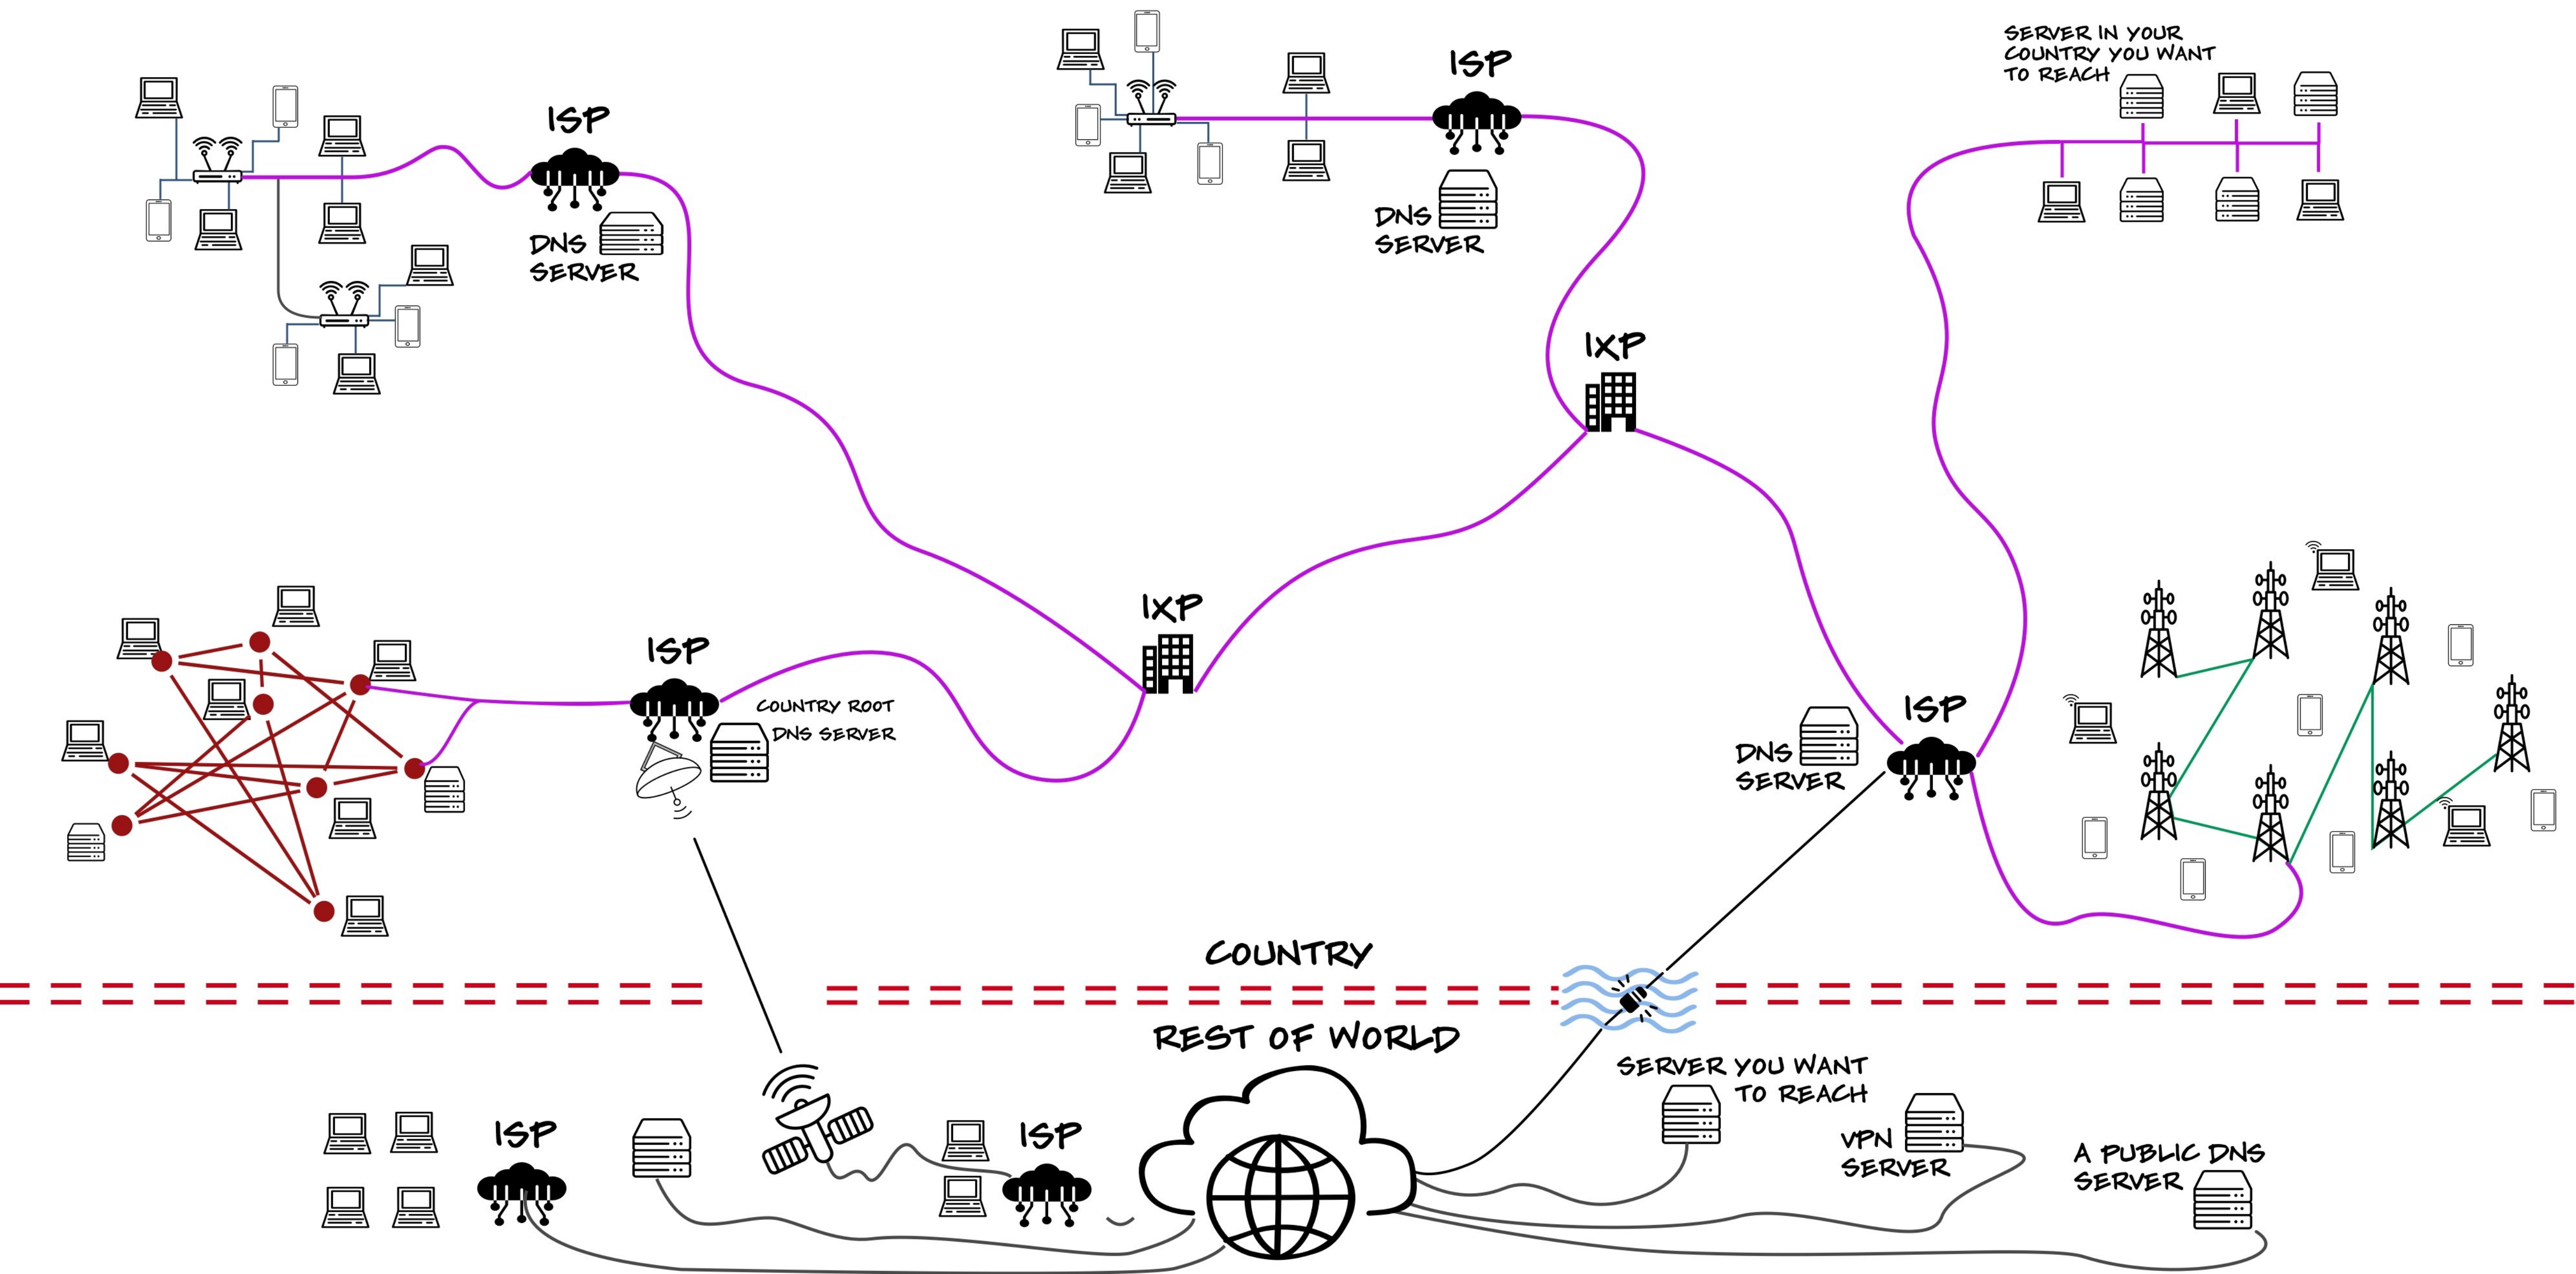 SERVER IN YOUR
COUNTRY YOU WANT
TO REACH
ISP
ISP
DNS
SERVER
DNS
SERVER
IXP
IXP
ISP
COUNTRY ROOT
DNS SERVER
ISP
DNS
SERVER
COUNTRY
REST OF WORLD
SERVER YOU WANT
TO REACH
ISP
ISP
VPN
SERVER
A PUBLIC DNS
SERVER